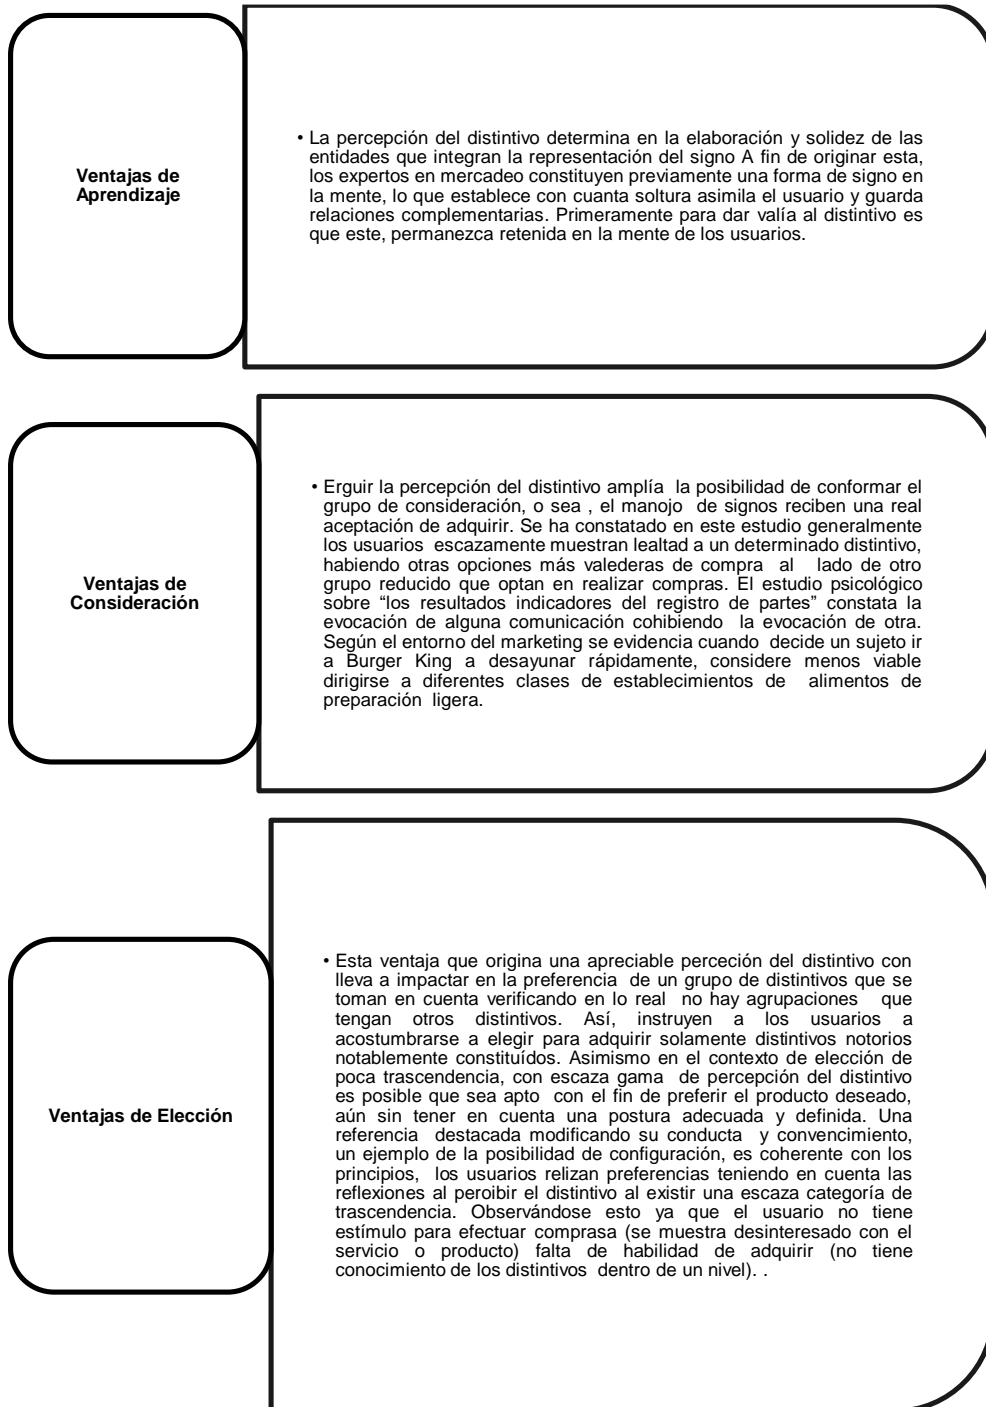 Ventajas de
Aprendizaje
• La percepción del distintivo determina en la elaboración y solidez de las
entidades que integran la representación del signo A fin de originar esta,
los expertos en mercadeo constituyen previamente una forma de signo en
la mente, lo que establece con cuanta soltura asimila el usuario y guarda
relaciones complementarias. Primeramente para dar valía al distintivo es
que este, permanezca retenida en la mente de los usuarios.
Ventajas de
Consideración
• Erguir la percepción del distintivo amplía la posibilidad de conformar el
grupo de consideración, o sea , el manojo de signos reciben una real
aceptación de adquirir. Se ha constatado en este estudio generalmente
los usuarios escazamente muestran lealtad a un determinado distintivo,
habiendo otras opciones más valederas de compra al lado de otro
grupo reducido que optan en realizar compras. El estudio psicológico
sobre “los resultados indicadores del registro de partes” constata la
evocación de alguna comunicación cohibiendo la evocación de otra.
Según el entorno del marketing se evidencia cuando decide un sujeto ir
a Burger King a desayunar rápidamente, considere menos viable
dirigirse a diferentes clases de establecimientos de alimentos de
preparación ligera.
Ventajas de Elección
• Esta ventaja que origina una apreciable perceción del distintivo con
lleva a impactar en la preferencia de un grupo de distintivos que se
toman en cuenta verificando en lo real no hay agrupaciones que
tengan otros distintivos. Así, instruyen a los usuarios a
acostumbrarse a elegir para adquirir solamente distintivos notorios
notablemente constituídos. Asimismo en el contexto de elección de
poca trascendencia, con escaza gama de percepción del distintivo
es posible que sea apto con el fin de preferir el producto deseado,
aún sin tener en cuenta una postura adecuada y definida. Una
referencia destacada modificando su conducta y convencimiento,
un ejemplo de la posibilidad de configuración, es coherente con los
principios, los usuarios relizan preferencias teniendo en cuenta las
reflexiones al peroibir el distintivo al existir una escaza categoría de
trascendencia. Observándose esto ya que el usuario no tiene
estímulo para efectuar comprasa (se muestra desinteresado con el
servicio o producto) falta de habilidad de adquirir (no tiene
conocimiento de los distintivos dentro de un nivel). .